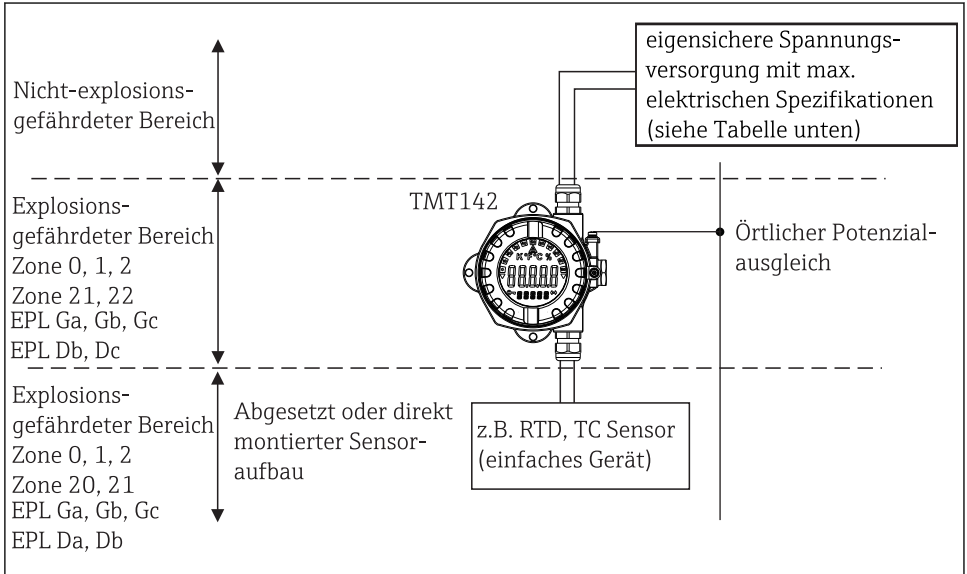 eigensichere Spannungs-
versorgung mit max.
elektrischen Spezifikationen
(siehe Tabelle unten)
Nicht-explosions-
gefährdeter Bereich
TMT142
Explosions-
gefährdeter Bereich
Zone 0, 1, 2
Zone 21, 22
EPL Ga, Gb, Gc
EPL Db, Dc
K°F°C %
Örtlicher Potenzial-
ausgleich
Explosions-
gefährdeter Bereich
Zone 0, 1, 2
Zone 20, 21
EPL Ga, Gb, Gc
EPL Da, Db
Abgesetzt oder direkt
montierter Sensor-
aufbau
z.B. RTD, TC Sensor
(einfaches Gerät)